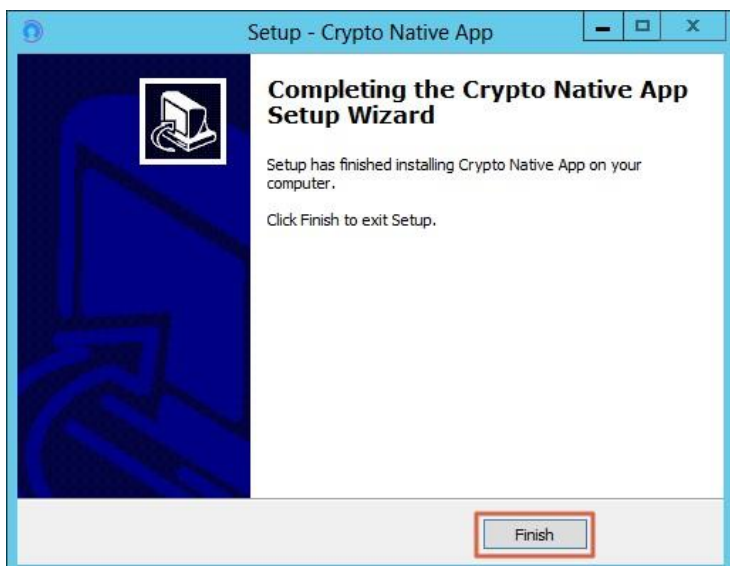 Setup - Crypto Native App
Completing the Crypto Native App
Setup Wizard
Setup has finished installing Crypto Native App on your
computer.
Click Finish to exit Setup.
Finish